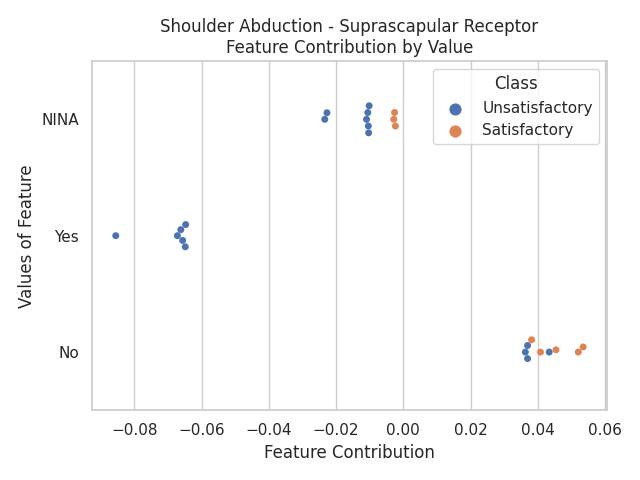 Shoulder Abduction - Suprascapular Receptor
Feature Contribution by Value
Class
Unsatisfactory
Satisfactory
Values of Feature
NINA
Yes
No
−0.08 −0.06 −0.04 −0.02 0.00 0.02 0.04 0.06
Feature Contribution